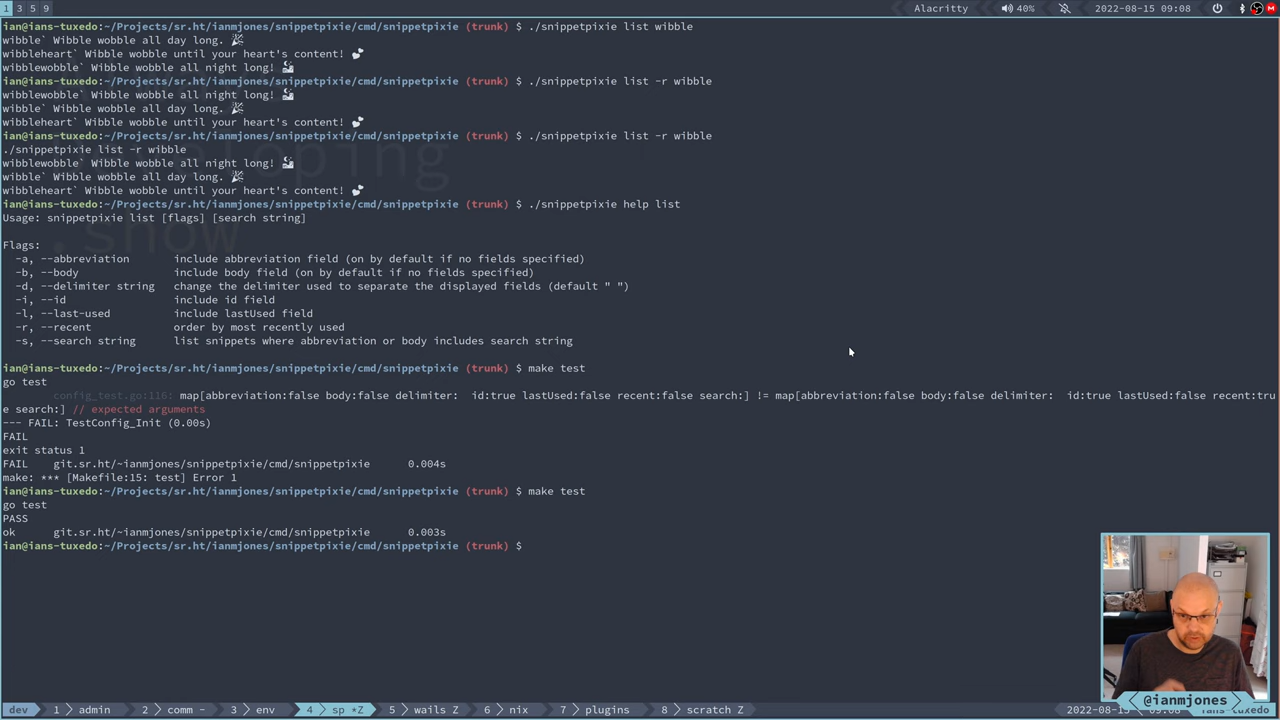 1 3 5 9
Alacritty 40% 2022-08-15 09:08
ian@ians-tuxedo:~/Projects/sr.ht/ianmjones/snippetpixie/cmd/snippetpixie (trunk) $ ./snippetpixie list wibble
wibble` Wibble wobble all day long. 🎉
wibbleheart` Wibble wobble until your heart's content! 💕
wibblewobble` Wibble wobble all night long!
ian@ians-tuxedo:~/Projects/sr.ht/ianmjones/snippetpixie/cmd/snippetpixie (trunk) $ ./snippetpixie list -r wibble
wibblewobble` Wibble wobble all night long!
wibble` Wibble wobble all day long. 🎉
wibbleheart` Wibble wobble until your heart's content! 💕
ian@ians-tuxedo:~/Projects/sr.ht/ianmjones/snippetpixie/cmd/snippetpixie (trunk) $ ./snippetpixie list -r wibble
./snippetpixie list -r wibble
wibblewobble` Wibble wobble all night long!
wibble` Wibble wobble all day long. 🎉
wibbleheart` Wibble wobble until your heart's content! 💕
ian@ians-tuxedo:~/Projects/sr.ht/ianmjones/snippetpixie/cmd/snippetpixie (trunk) $ ./snippetpixie help list
Usage: snippetpixie list [flags] [search string]
.show
Flags:
-a, --abbreviation include abbreviation field (on by default if no fields specified)
-b, --body include body field (on by default if no fields specified)
-d, --delimiter string change the delimiter used to separate the displayed fields (default " ")
-i, --id include id field
-l, --last-used include lastUsed field
-r, --recent order by most recently used
-s, --search string list snippets where abbreviation or body includes search string
ian@ians-tuxedo:~/Projects/sr.ht/ianmjones/snippetpixie/cmd/snippetpixie (trunk) $ make test
go test
config_test.go:116: map[abbreviation:false body:false delimiter:  id:true lastUsed:false recent:false search:] != map[abbreviation:false body:false delimiter:  id:true lastUsed:false recent:tru
e search:] // expected arguments
--- FAIL: TestConfig_Init (0.00s)
FAIL
exit status 1
FAIL git.sr.ht/~ianmjones/snippetpixie/cmd/snippetpixie 0.004s
make: *** [Makefile:15: test] Error 1
ian@ians-tuxedo:~/Projects/sr.ht/ianmjones/snippetpixie/cmd/snippetpixie (trunk) $ make test
go test
PASS
ok git.sr.ht/~ianmjones/snippetpixie/cmd/snippetpixie 0.003s
ian@ians-tuxedo:~/Projects/sr.ht/ianmjones/snippetpixie/cmd/snippetpixie (trunk) $
@ianmjones
dev 1 admin 2 comm - 3 env 4 sp *Z 5 wails Z 6 nix 7 plugins 8 scratch Z